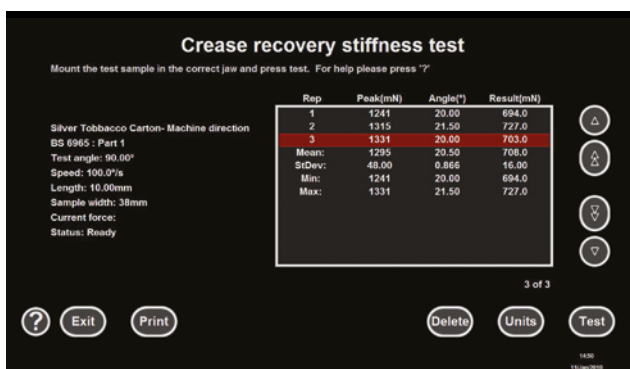 Crease recovery stiffness test
Mount the test sample in the correct jaw and press test. For help please press '?'
Silver Tobbacco Carton- Machine direction
BS 6965 : Part 1
Test angle: 90.00°
Speed: 100.0°/s
Length: 10.00mm
Sample width: 38mm
Current force:
Status: Ready
Rep Peak(mN) Angle(°) Result(mN)
1 1241 20.00 694.0
2 1315 21.50 727.0
3 1331 20.00 703.0
Mean: 1295 20.50 708.0
StDev: 48.00 0.866 16.00
Min: 1241 20.00 694.0
Max: 1331 21.50 727.0
3 of 3
? Exit Print Delete Units Test
14:50